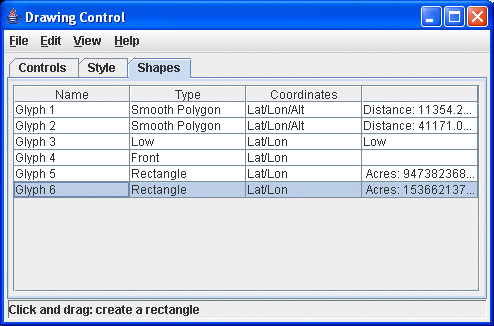 Drawing Control
File Edit View Help
Controls Style Shapes
Name Type Coordinates
Glyph 1 Smooth Polygon Lat/Lon/Alt Distance: 11354.2...
Glyph 2 Smooth Polygon Lat/Lon/Alt Distance: 41171.0...
Glyph 3 Low Lat/Lon Low
Glyph 4 Front Lat/Lon
Glyph 5 Rectangle Lat/Lon Acres: 947382368...
Glyph 6 Rectangle Lat/Lon Acres: 153662137...
Click and drag: create a rectangle